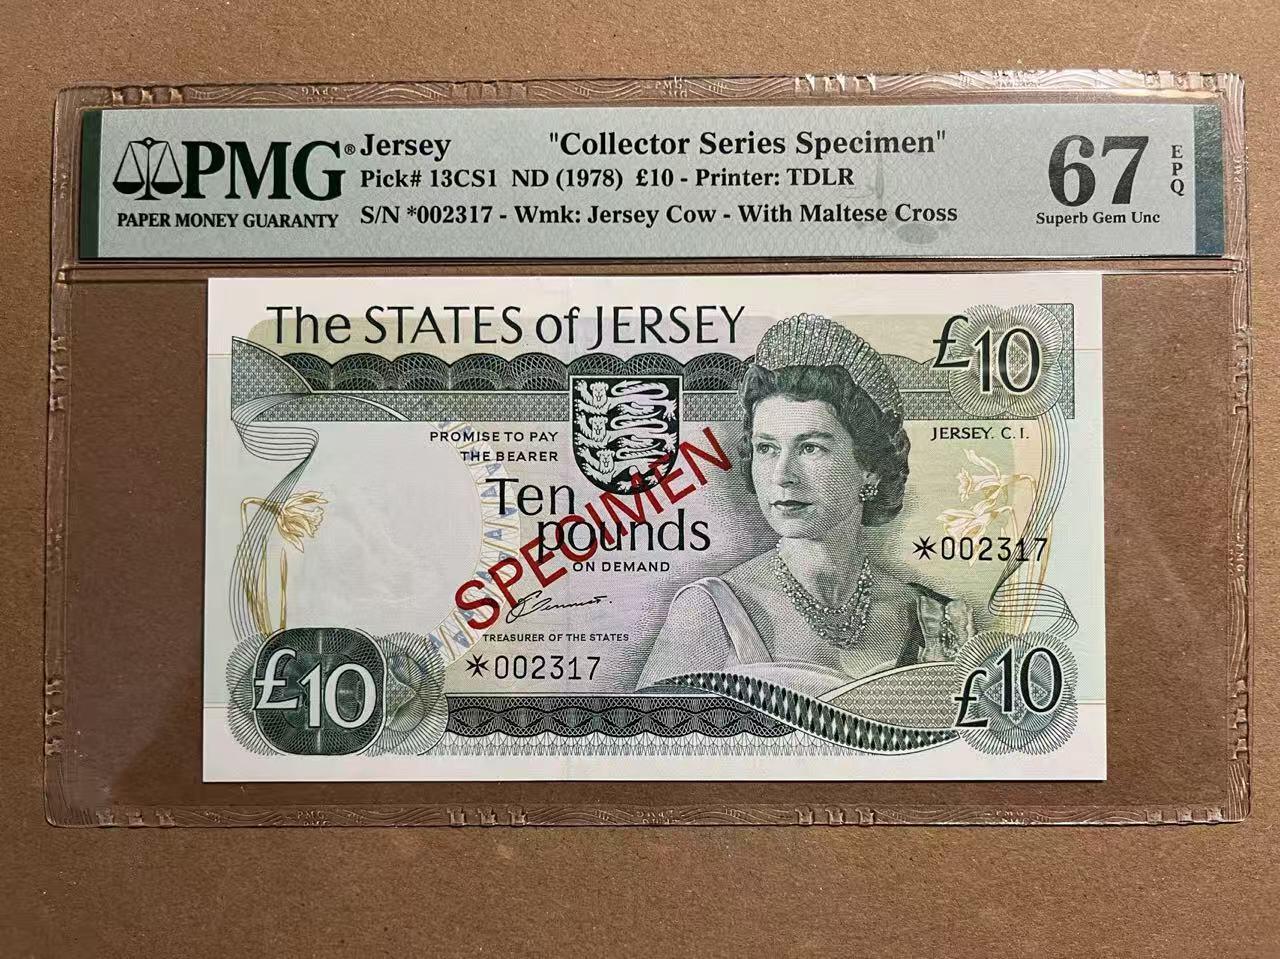 PMG® Jersey "Collector Series Specimen" 67 EPQ
Pick# 13CS1 ND (1978) £10 - Printer: TDLR
PAPER MONEY GUARANTY S/N *002317 - Wmk: Jersey Cow - With Maltese Cross Superb Gem Unc
The STATES of JERSEY £10
JERSEY. C. I.
PROMISE TO PAY
THE BEARER
Ten
pounds
ON DEMAND
SPECIMEN
*002317
TREASURER OF THE STATES
*002317
£10
£10